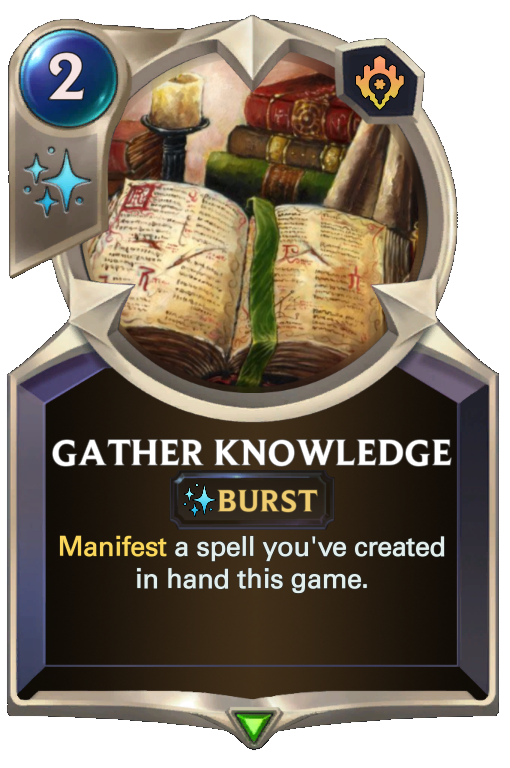 2
GATHER KNOWLEDGE
BURST
Manifest a spell you've created
in hand this game.